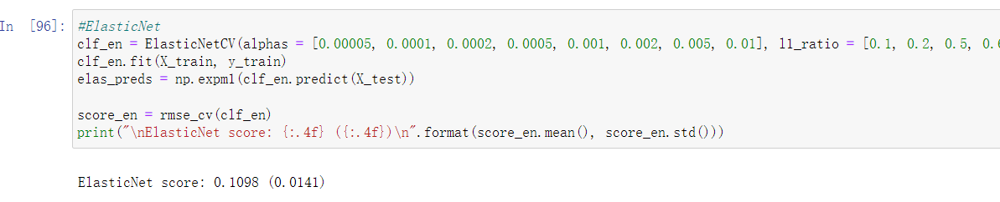 In [96]: #ElasticNet
clf_en = ElasticNetCV(alphas = [0.00005, 0.0001, 0.0002, 0.0005, 0.001, 0.002, 0.005, 0.01], l1_ratio = [0.1, 0.2, 0.5, 0.
clf_en.fit(X_train, y_train)
elas_preds = np.expm1(clf_en.predict(X_test))
score_en = rmse_cv(clf_en)
print("\nElasticNet score: {:.4f} ({:.4f})\n".format(score_en.mean(), score_en.std()))
ElasticNet score: 0.1098 (0.0141)